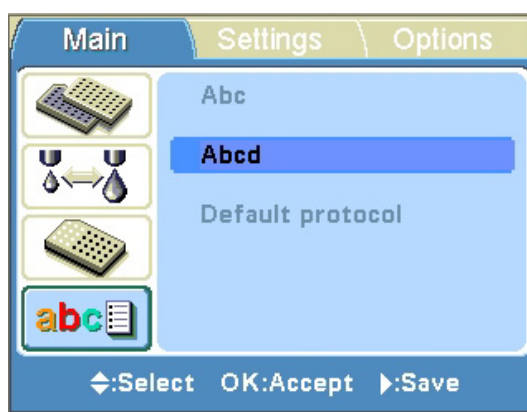 Main Settings Options
Abc
Abcd
Default protocol
abc
:Select OK:Accept :Save